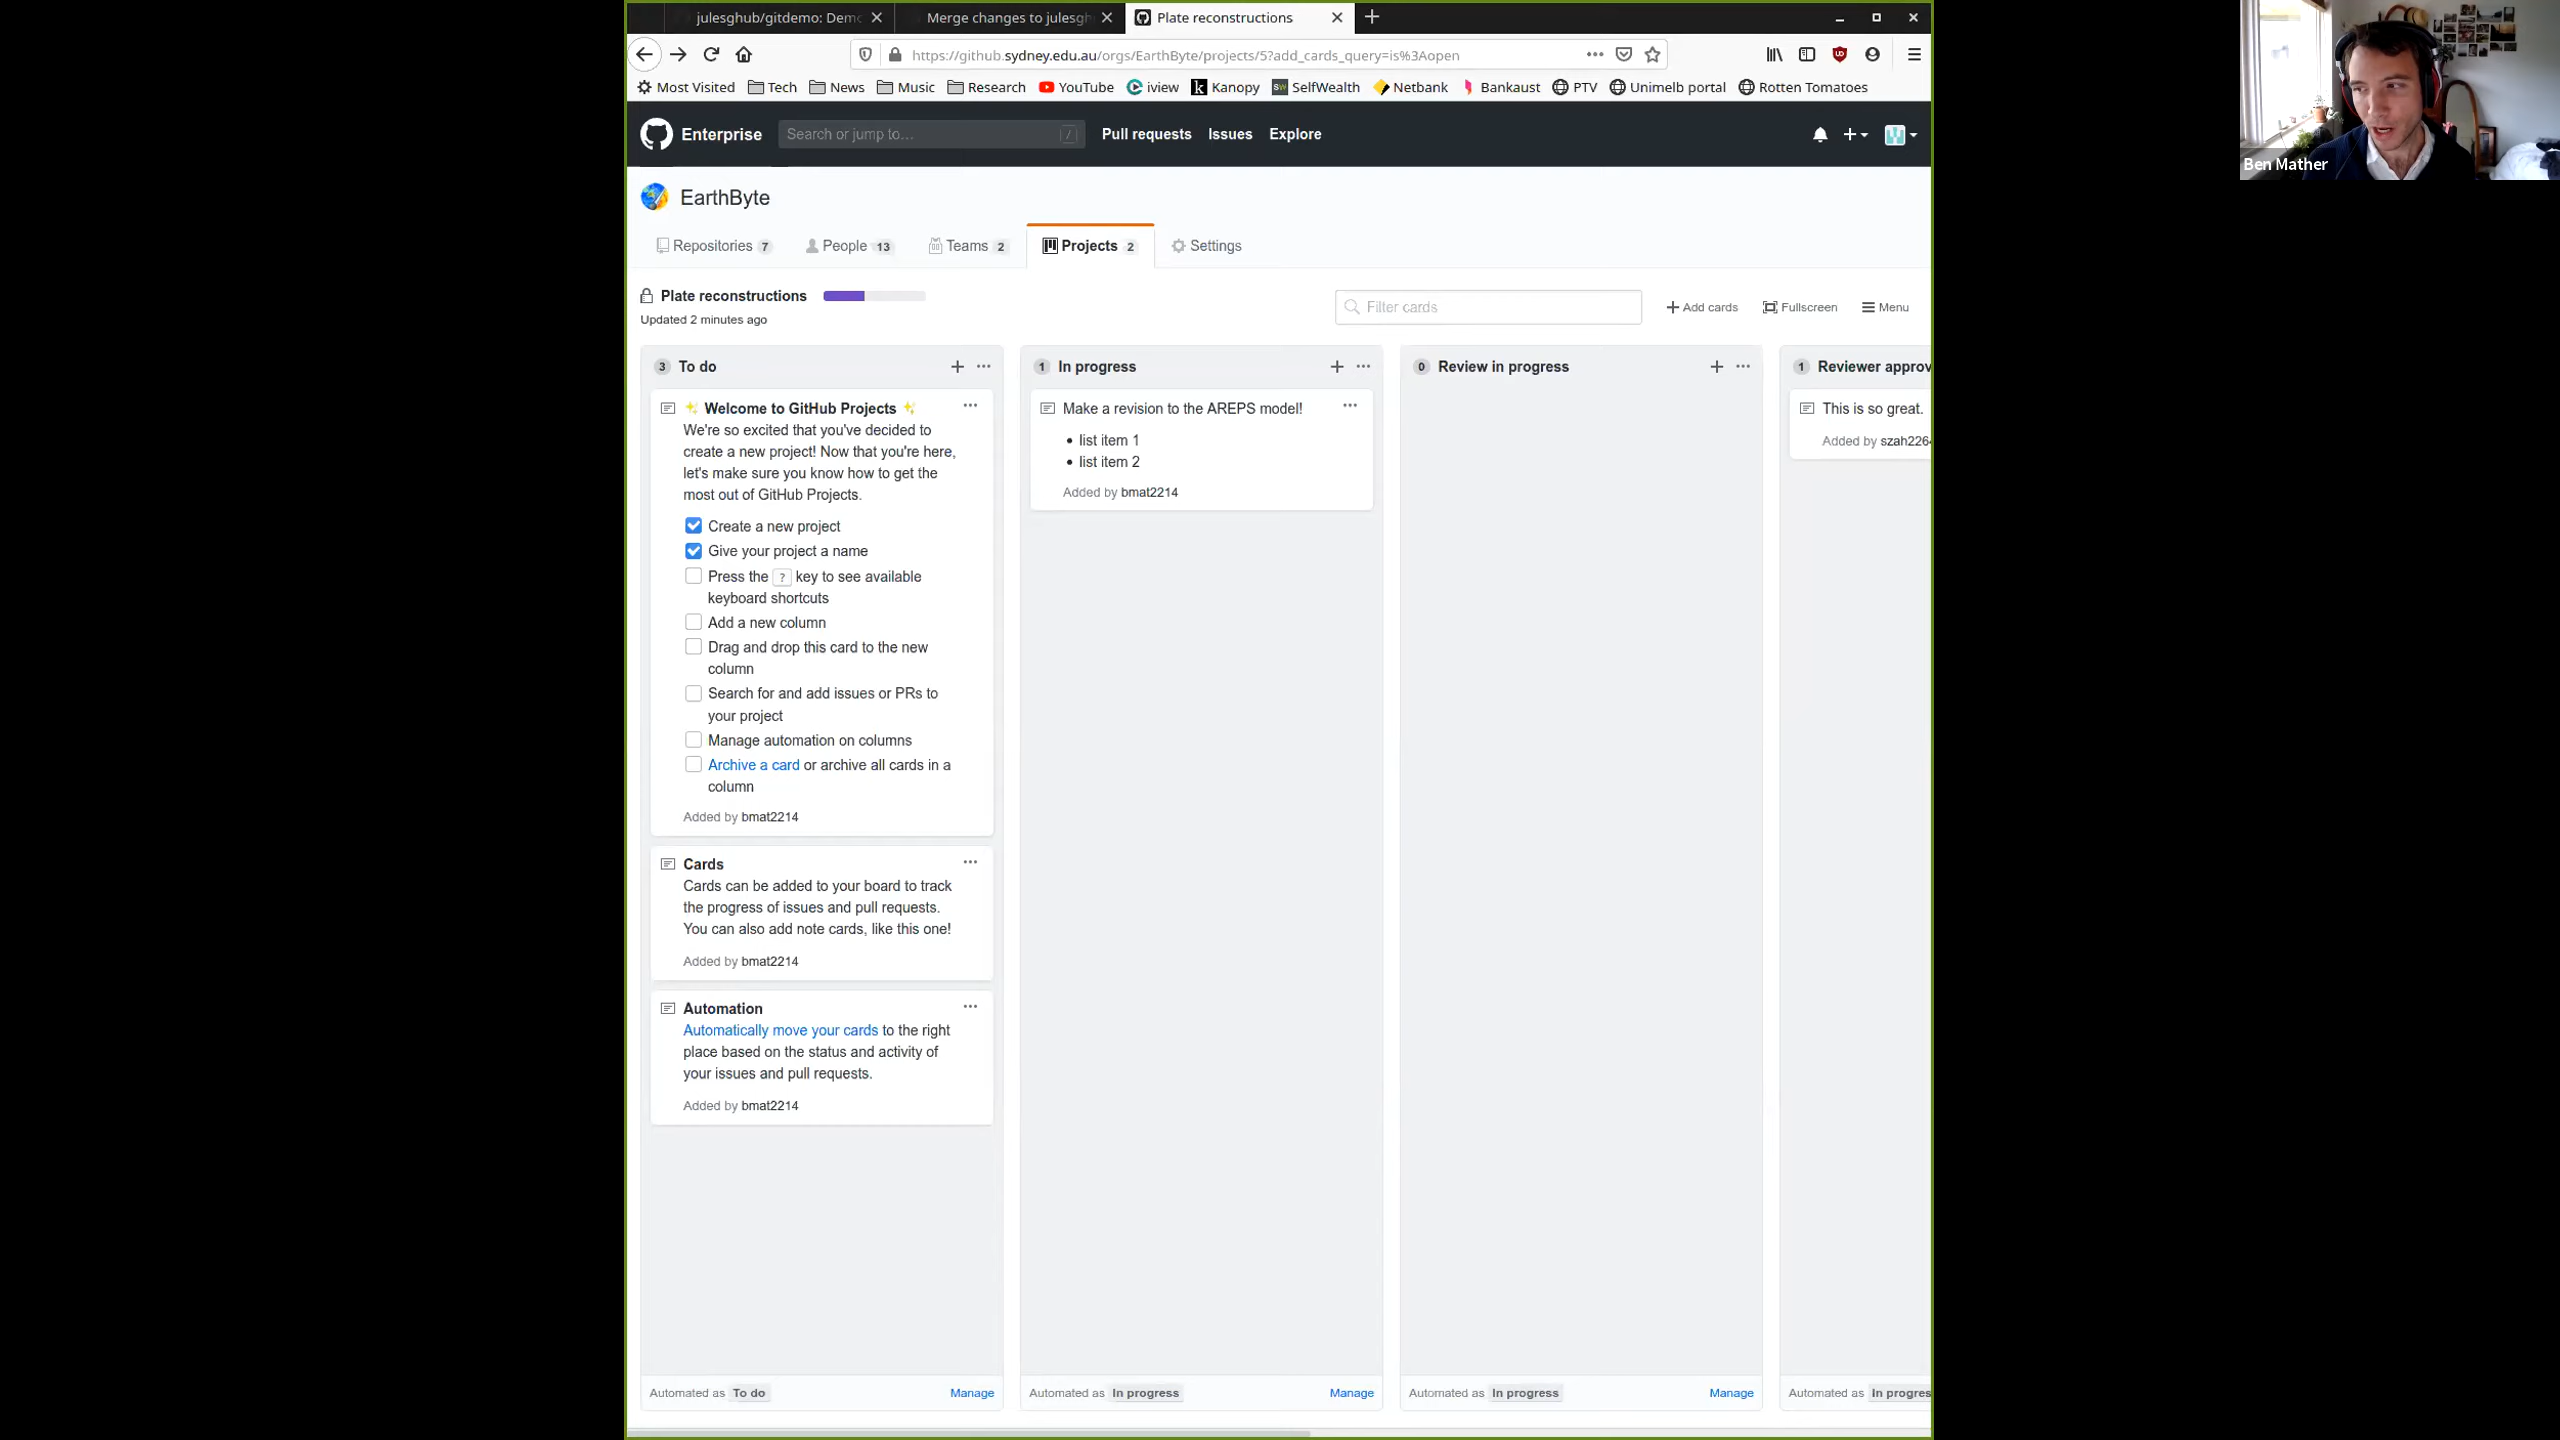 julesghub/gitdemo: Demo
Merge changes to julesgh
Plate reconstructions
https://github.sydney.edu.au/orgs/EarthByte/projects/5?add_cards_query=is%3Aopen
Most Visited Tech News Music Research YouTube iview Kanopy SelfWealth Netbank Bankaust PTV Unimelb portal Rotten Tomatoes
Enterprise Search or jump to… / Pull requests Issues Explore
Ben Mather
EarthByte
Repositories 7 People 13 Teams 2 Projects 2 Settings
Plate reconstructions
Updated 2 minutes ago
Filter cards
+ Add cards Fullscreen Menu
3 To do
✨ Welcome to GitHub Projects ✨
We're so excited that you've decided to
create a new project! Now that you're here,
let's make sure you know how to get the
most out of GitHub Projects.
Create a new project
Give your project a name
Press the ? key to see available
keyboard shortcuts
Add a new column
Drag and drop this card to the new
column
Search for and add issues or PRs to
your project
Manage automation on columns
Archive a card or archive all cards in a
column
Added by bmat2214
Cards
Cards can be added to your board to track
the progress of issues and pull requests.
You can also add note cards, like this one!
Added by bmat2214
Automation
Automatically move your cards to the right
place based on the status and activity of
your issues and pull requests.
Added by bmat2214
Automated as To do Manage
1 In progress
Make a revision to the AREPS model!
• list item 1
• list item 2
Added by bmat2214
Automated as In progress Manage
0 Review in progress
Automated as In progress Manage
1 Reviewer approv
This is so great.
Added by szah226
Automated as In progres